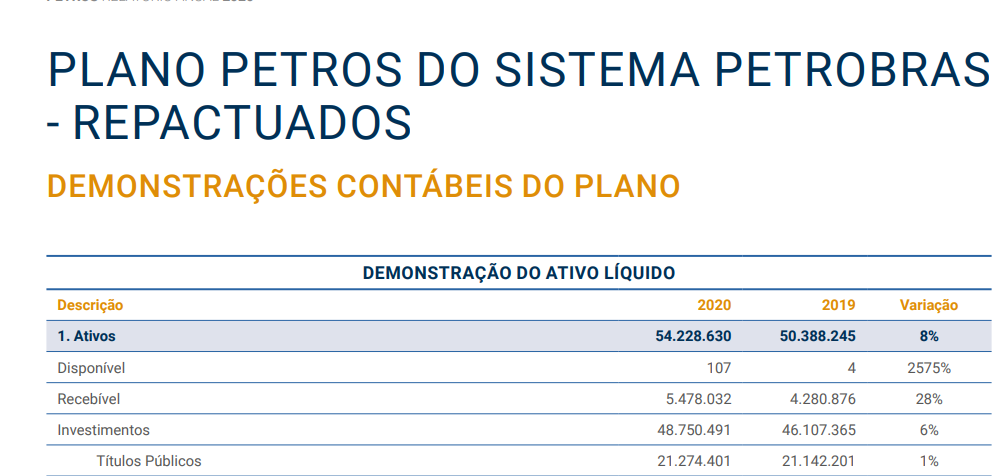 PLANO PETROS DO SISTEMA PETROBRAS
- REPACTUADOS
DEMONSTRAÇÕES CONTÁBEIS DO PLANO
DEMONSTRAÇÃO DO ATIVO LÍQUIDO
Descrição 2020 2019 Variação
1. Ativos 54.228.630 50.388.245 8%
Disponível 107 4 2575%
Recebível 5.478.032 4.280.876 28%
Investimentos 48.750.491 46.107.365 6%
Títulos Públicos 21.274.401 21.142.201 1%